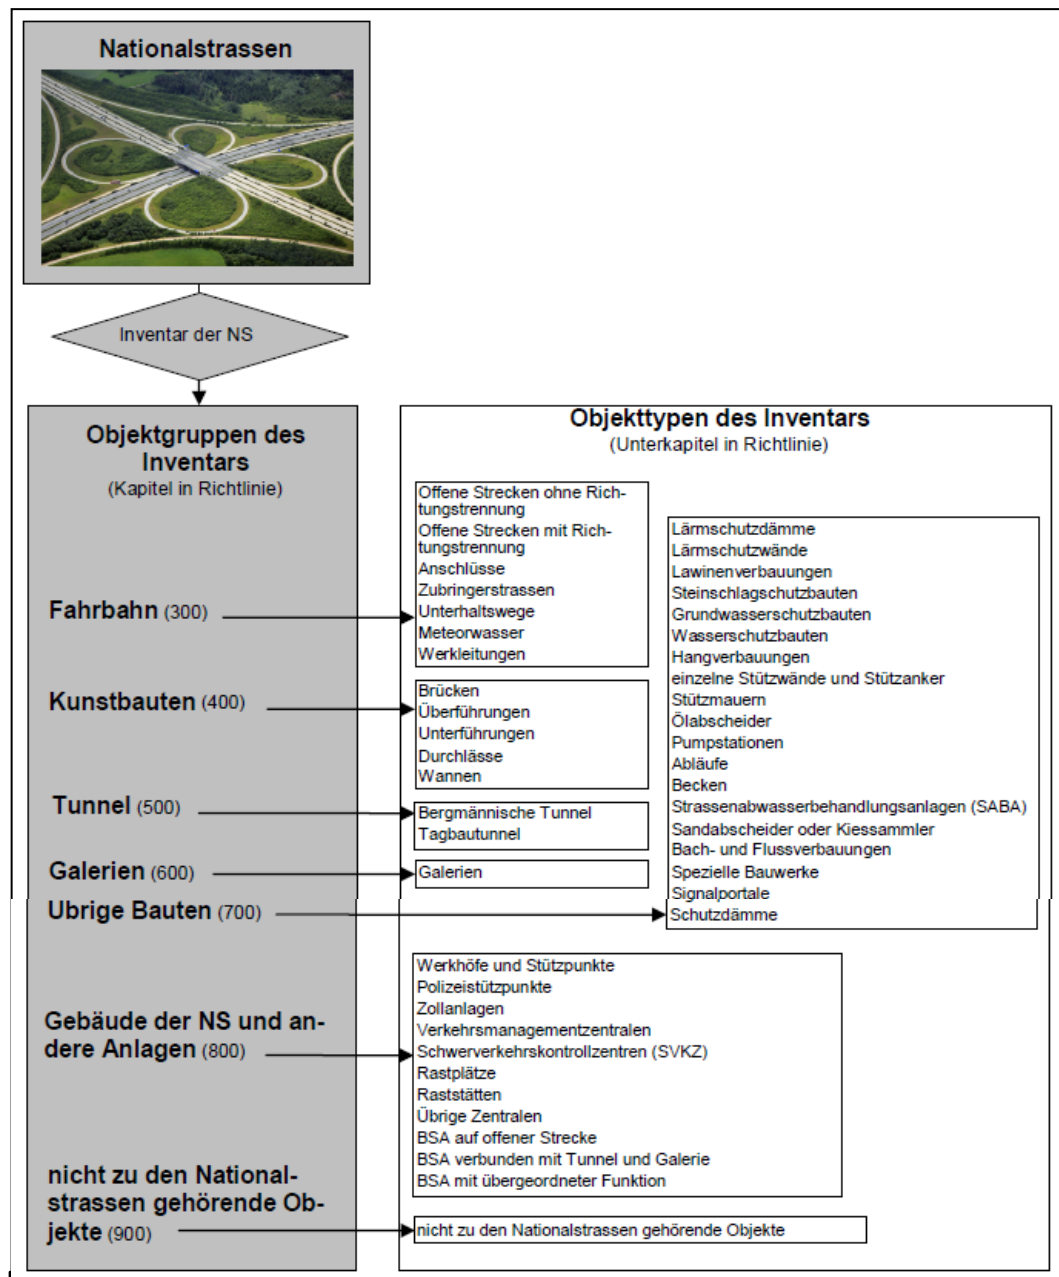 Nationalstrassen
Inventar der NS
Objektgruppen des
Inventars
(Kapitel in Richtlinie)
Fahrbahn (300)
Kunstbauten (400)
Tunnel (500)
Galerien (600)
Ubrige Bauten (700)
Gebäude der NS und an-
dere Anlagen (800)
nicht zu den National-
strassen gehörende Ob-
jekte (900)
Objekttypen des Inventars
(Unterkapitel in Richtlinie)
Offene Strecken ohne Rich-
tungstrennung
Offene Strecken mit Rich-
tungstrennung
Anschlüsse
Zubringerstrassen
Unterhaltswege
Meteorwasser
Werkleitungen
Brücken
Überführungen
Unterführungen
Durchlässe
Wannen
Bergmännische Tunnel
Tagbautunnel
Galerien
Lärmschutzdämme
Lärmschutzwände
Lawinenverbauungen
Steinschlagschutzbauten
Grundwasserschutzbauten
Wasserschutzbauten
Hangverbauungen
einzelne Stützwände und Stützanker
Stützmauern
Ölabscheider
Pumpstationen
Abläufe
Becken
Strassenabwasserbehandlungsanlagen (SABA)
Sandabscheider oder Kiessammler
Bach- und Flussverbauungen
Spezielle Bauwerke
Signalportale
Schutzdämme
Werkhöfe und Stützpunkte
Polizeistützpunkte
Zollanlagen
Verkehrsmanagementzentralen
Schwerverkehrskontrollzentren (SVKZ)
Rastplätze
Raststätten
Übrige Zentralen
BSA auf offener Strecke
BSA verbunden mit Tunnel und Galerie
BSA mit übergeordneter Funktion
nicht zu den Nationalstrassen gehörende Objekte